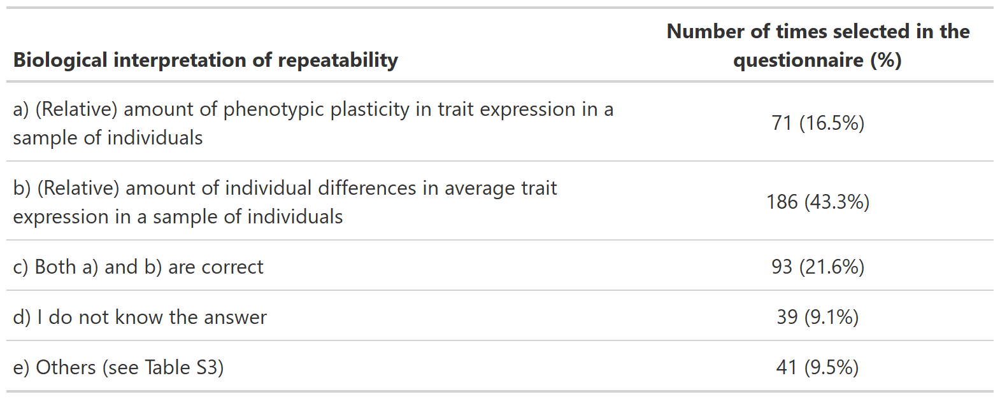 Biological interpretation of repeatability
Number of times selected in the
questionnaire (%)
a) (Relative) amount of phenotypic plasticity in trait expression in a
sample of individuals
71 (16.5%)
b) (Relative) amount of individual differences in average trait
expression in a sample of individuals
186 (43.3%)
c) Both a) and b) are correct
93 (21.6%)
d) I do not know the answer
39 (9.1%)
e) Others (see Table S3)
41 (9.5%)